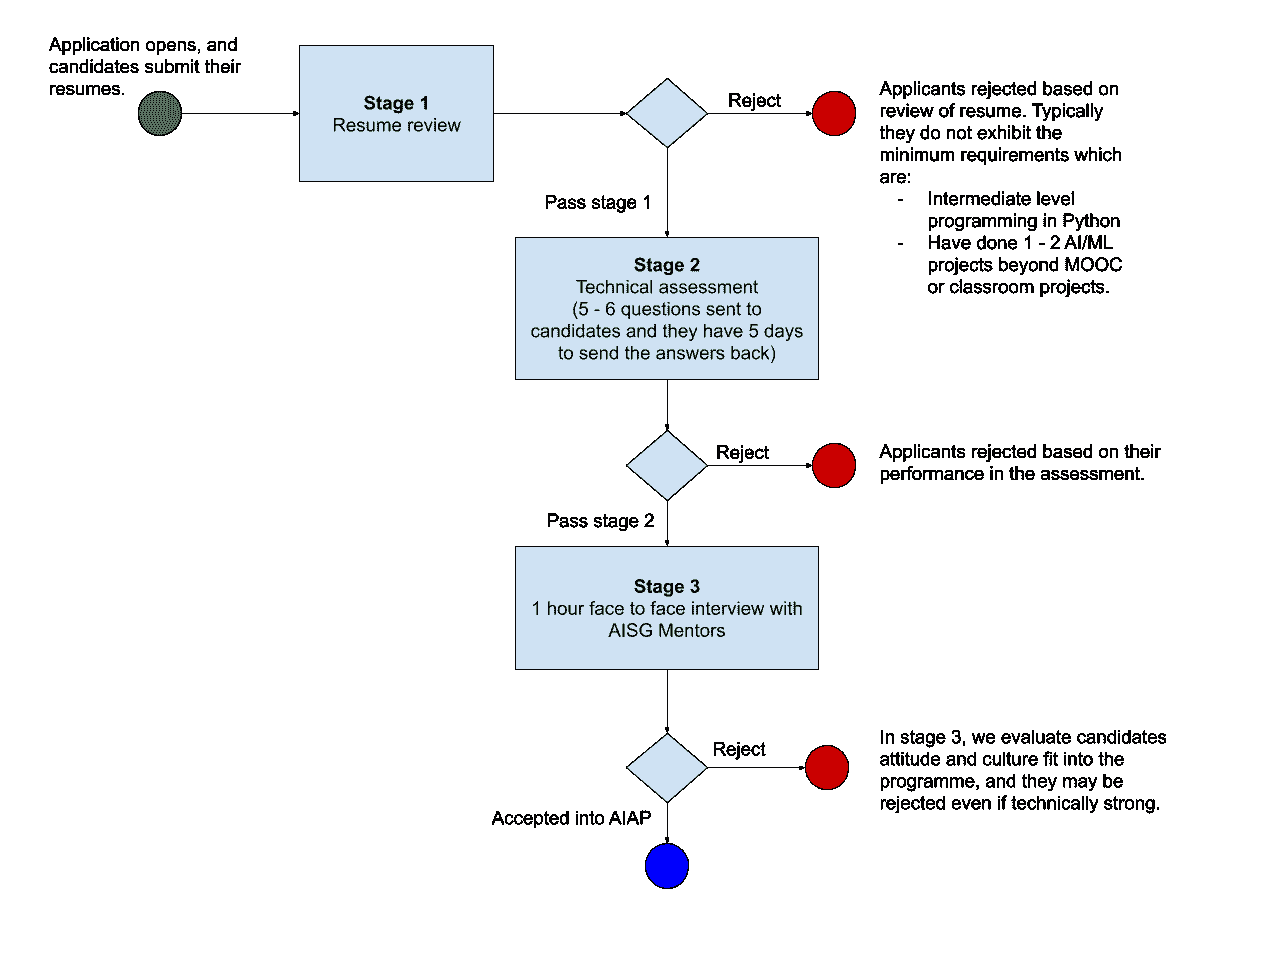 Application opens, and
candidates submit their
resumes.
Stage 1
Resume review
Reject
Applicants rejected based on
review of resume. Typically
they do not exhibit the
minimum requirements which
are:
- Intermediate level
programming in Python
- Have done 1 - 2 AI/ML
projects beyond MOOC
or classroom projects.
Pass stage 1
Stage 2
Technical assessment
(5 - 6 questions sent to
candidates and they have 5 days
to send the answers back)
Reject
Applicants rejected based on their
performance in the assessment.
Pass stage 2
Stage 3
1 hour face to face interview with
AISG Mentors
Reject
In stage 3, we evaluate candidates
attitude and culture fit into the
programme, and they may be
rejected even if technically strong.
Accepted into AIAP